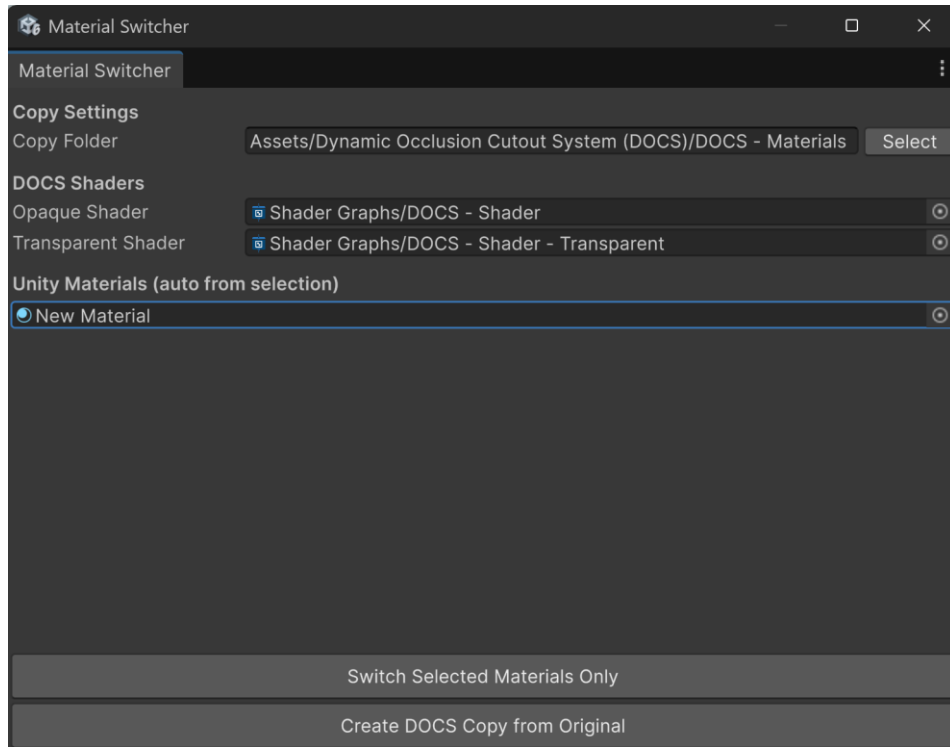 Material Switcher
Material Switcher
Copy Settings
Copy Folder Assets/Dynamic Occlusion Cutout System (DOCS)/DOCS - Materials Select
DOCS Shaders
Opaque Shader Shader Graphs/DOCS - Shader
Transparent Shader Shader Graphs/DOCS - Shader - Transparent
Unity Materials (auto from selection)
New Material
Switch Selected Materials Only
Create DOCS Copy from Original